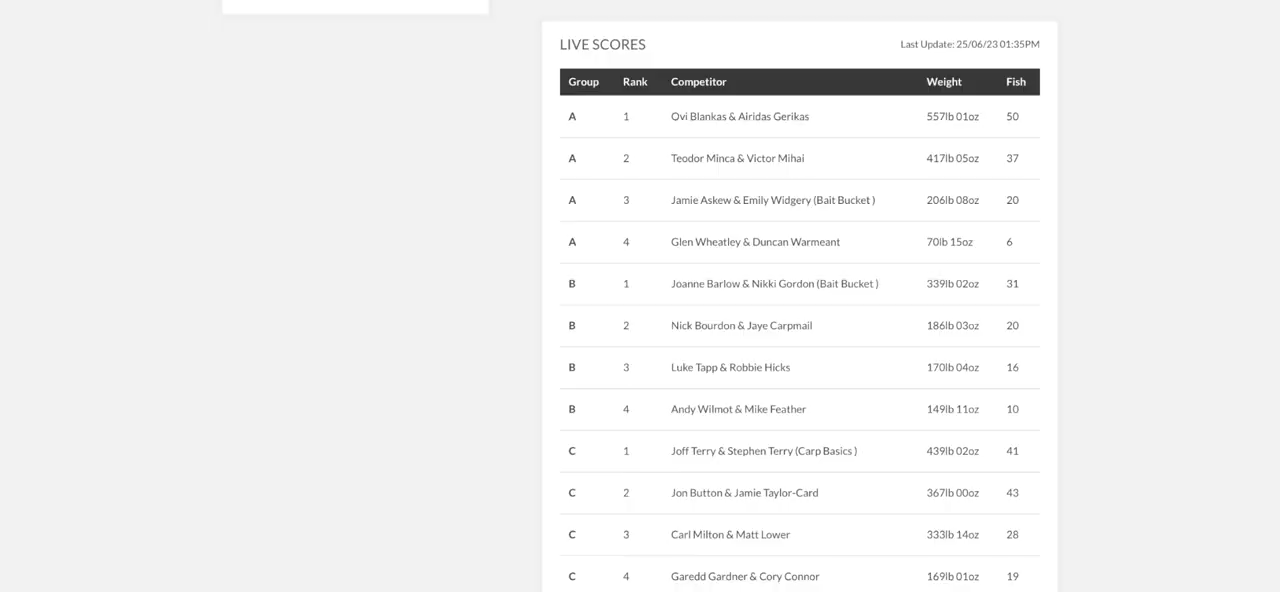 LIVE SCORES Last Update: 25/06/23 01:35PM
Group Rank Competitor Weight Fish
A 1 Ovi Blankas & Airidas Gerikas 557lb 01oz 50
A 2 Teodor Minca & Victor Mihai 417lb 05oz 37
A 3 Jamie Askew & Emily Widgery (Bait Bucket ) 206lb 08oz 20
A 4 Glen Wheatley & Duncan Warmeant 70lb 15oz 6
B 1 Joanne Barlow & Nikki Gordon (Bait Bucket ) 339lb 02oz 31
B 2 Nick Bourdon & Jaye Carpmail 186lb 03oz 20
B 3 Luke Tapp & Robbie Hicks 170lb 04oz 16
B 4 Andy Wilmot & Mike Feather 149lb 11oz 10
C 1 Joff Terry & Stephen Terry (Carp Basics ) 439lb 02oz 41
C 2 Jon Button & Jamie Taylor-Card 367lb 00oz 43
C 3 Carl Milton & Matt Lower 333lb 14oz 28
C 4 Garedd Gardner & Cory Connor 169lb 01oz 19